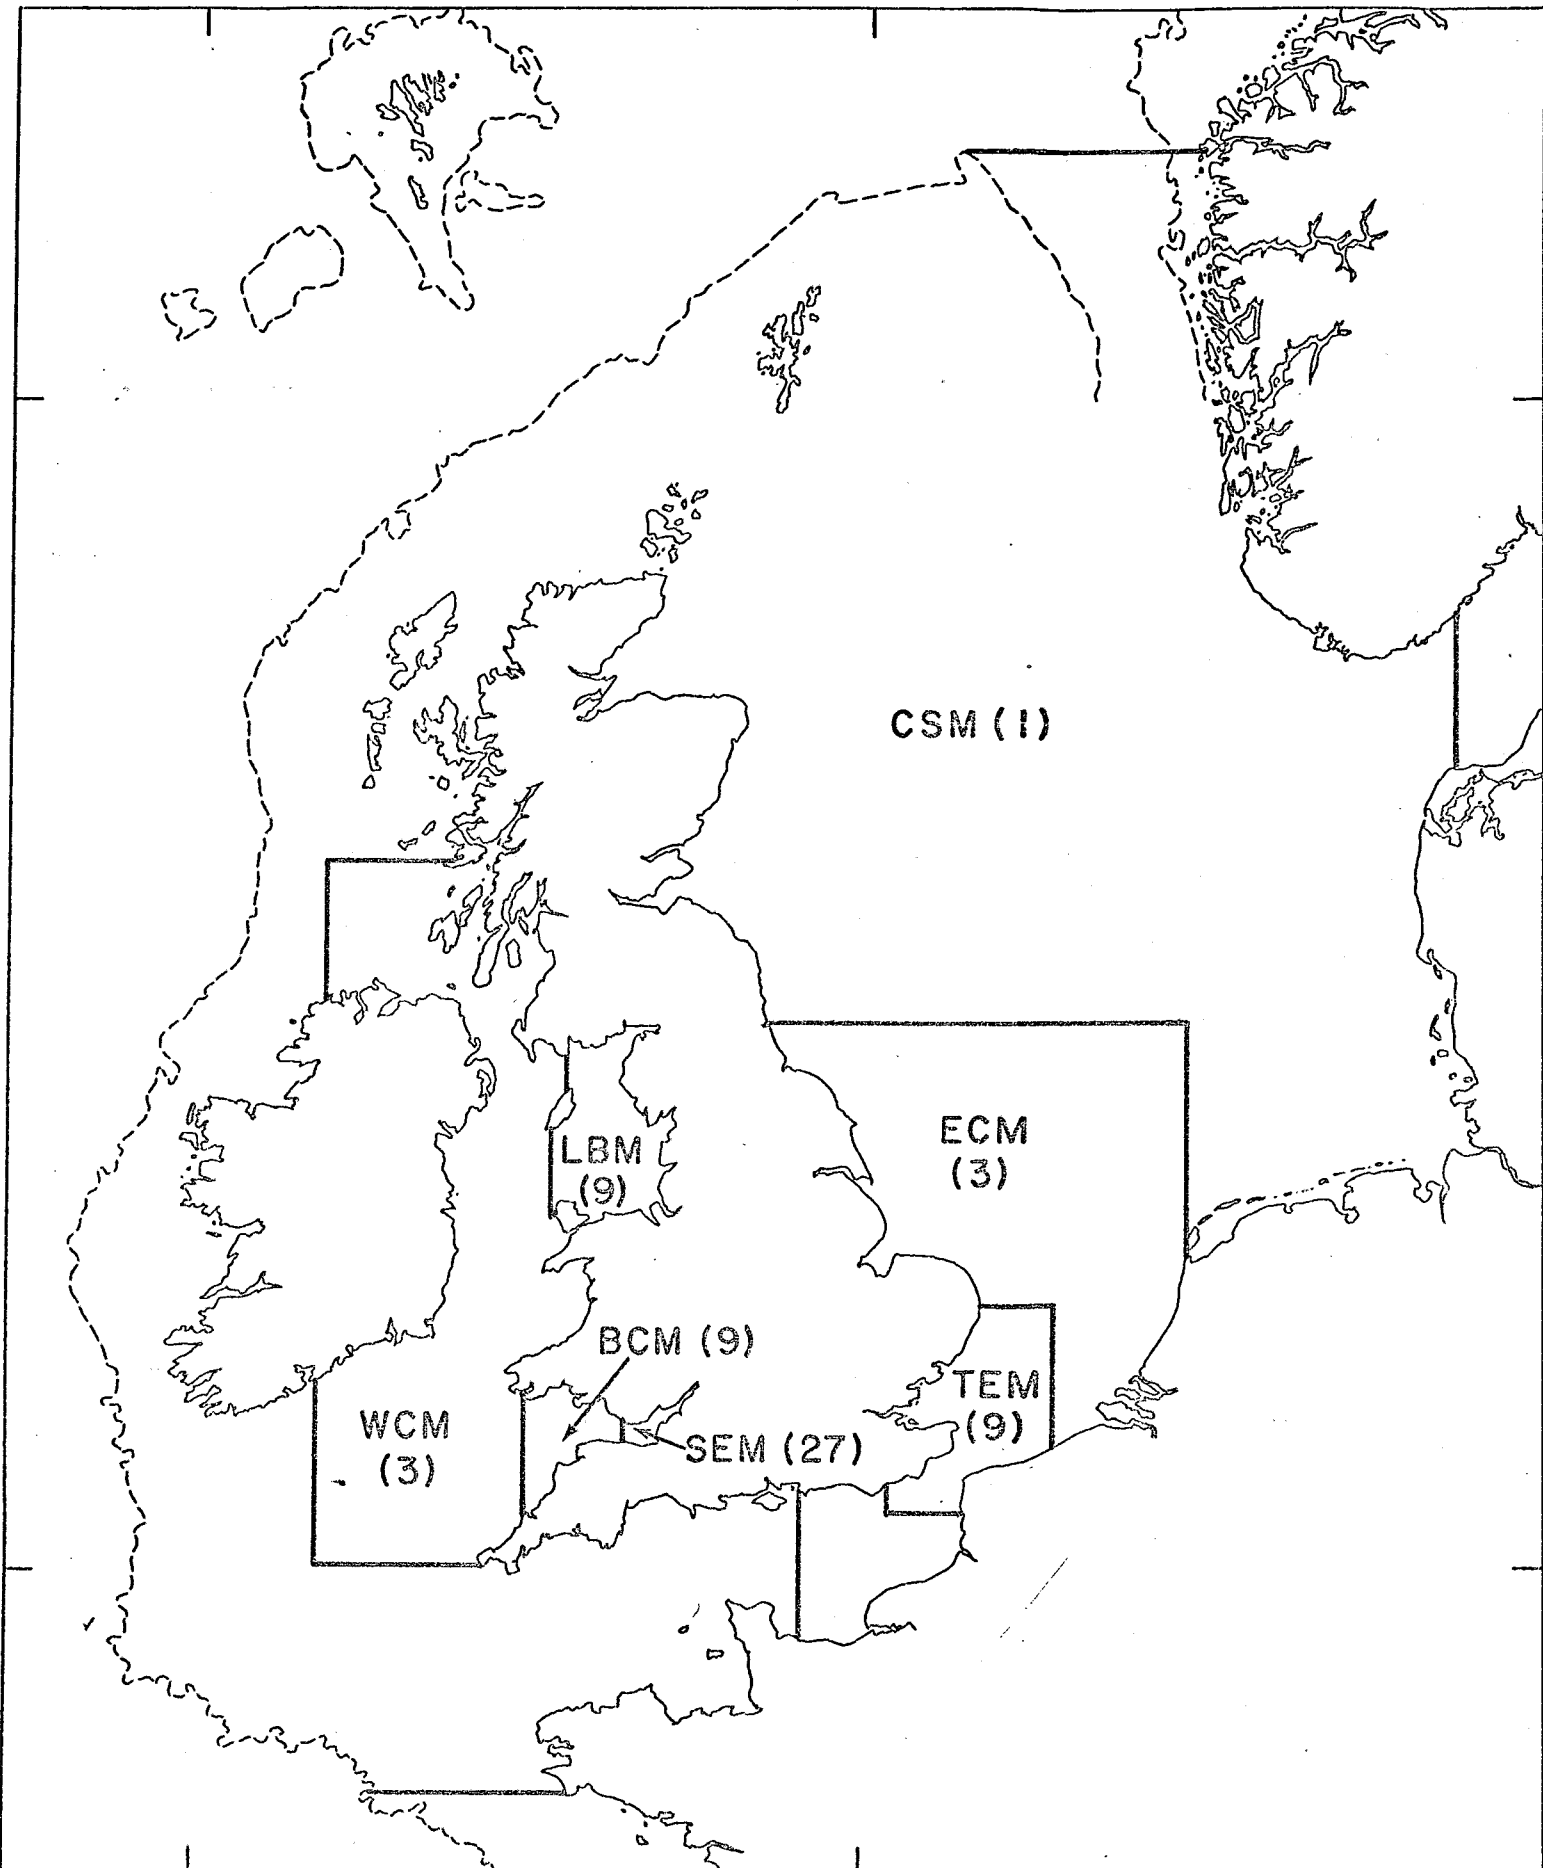 CSM (1)
ECM
(3)
LBM
(9)
BCM (9)
TEM
(9)
WCM
(3)
SEM (27)